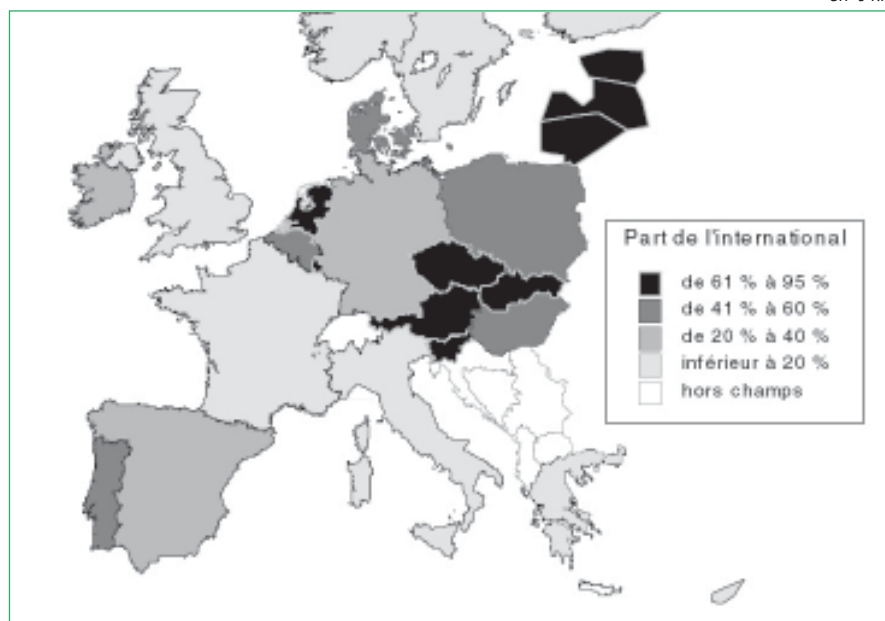 Part de l'international
de 61 % à 95 %
de 41 % à 60 %
de 20 % à 40 %
inférieur à 20 %
hors champs